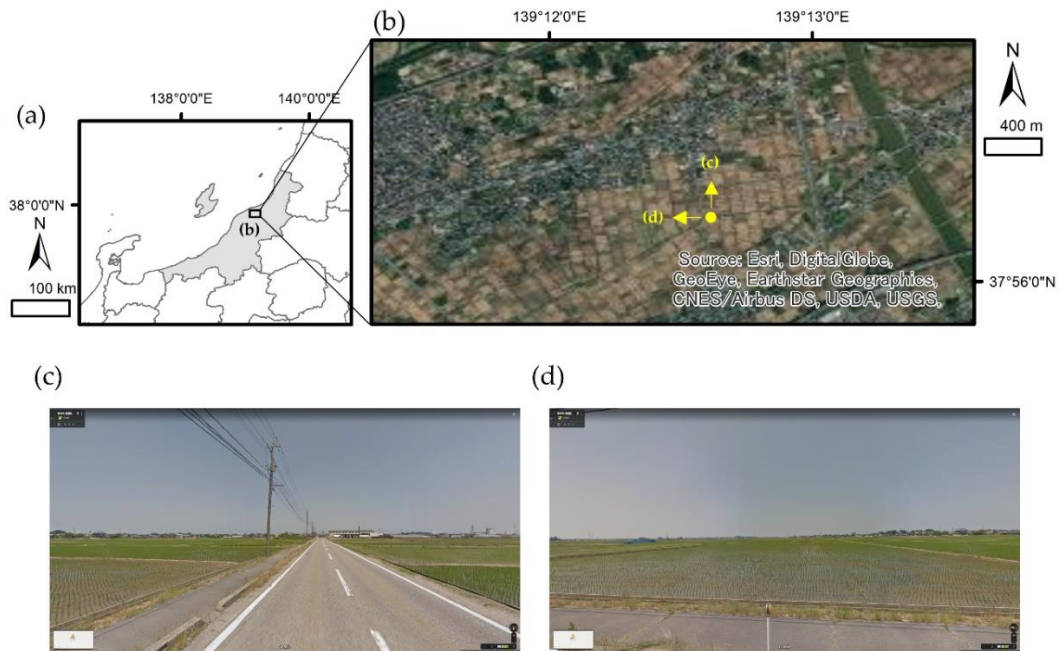 (a)
138°0'0"E
140°0'0"E
38°0'0"N
N
100 km
(b)
(b)
139°12'0"E
139°13'0"E
N
400 m
(c)
(d)
Source: Esri, DigitalGlobe,
GeoEye, Earthstar Geographics,
CNES/Airbus DS, USDA, USGS,
37°56'0"N
(c)
(d)